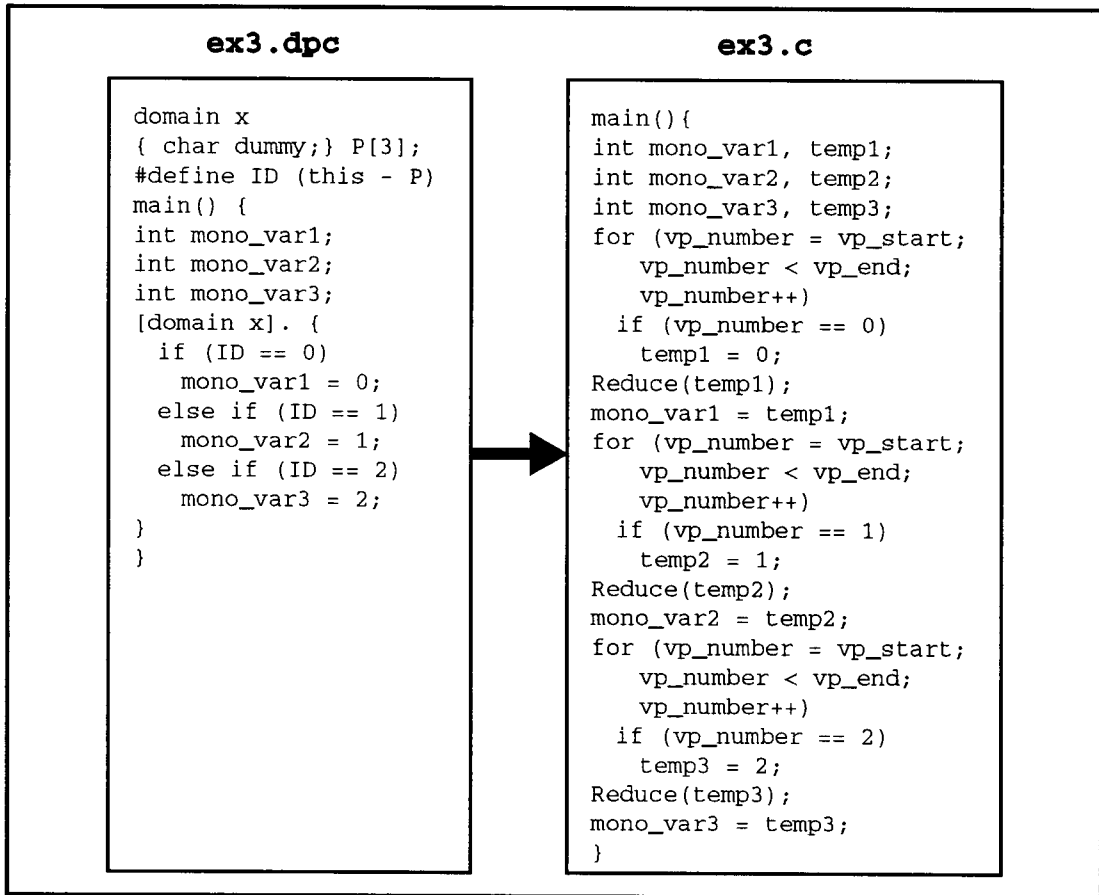 ex3.dpc
domain x
{ char dummy;} P[3];
#define ID (this - P)
main() {
int mono_var1;
int mono_var2;
int mono_var3;
[domain x]. {
if (ID == 0)
mono_var1 = 0;
else if (ID == 1)
mono_var2 = 1;
else if (ID == 2)
mono_var3 = 2;
}
}
ex3.c
main(){
int mono_var1, temp1;
int mono_var2, temp2;
int mono_var3, temp3;
for (vp_number = vp_start;
vp_number < vp_end;
vp_number++)
if (vp_number == 0)
temp1 = 0;
Reduce(temp1);
mono_var1 = temp1;
for (vp_number = vp_start;
vp_number < vp_end;
vp_number++)
if (vp_number == 1)
temp2 = 1;
Reduce(temp2);
mono_var2 = temp2;
for (vp_number = vp_start;
vp_number < vp_end;
vp_number++)
if (vp_number == 2)
temp3 = 2;
Reduce(temp3);
mono_var3 = temp3;
}